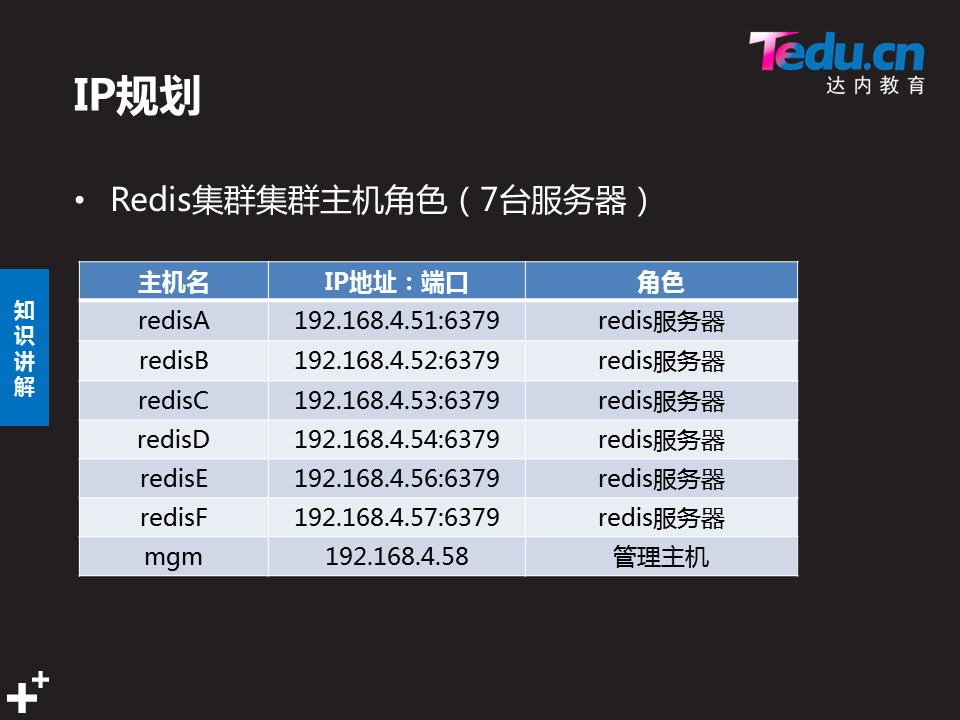 Tedu.cn
达内教育
IP规划
• Redis集群集群主机角色（7台服务器）
知识讲解
主机名 IP地址：端口 角色
redisA 192.168.4.51:6379 redis服务器
redisB 192.168.4.52:6379 redis服务器
redisC 192.168.4.53:6379 redis服务器
redisD 192.168.4.54:6379 redis服务器
redisE 192.168.4.56:6379 redis服务器
redisF 192.168.4.57:6379 redis服务器
mgm 192.168.4.58 管理主机